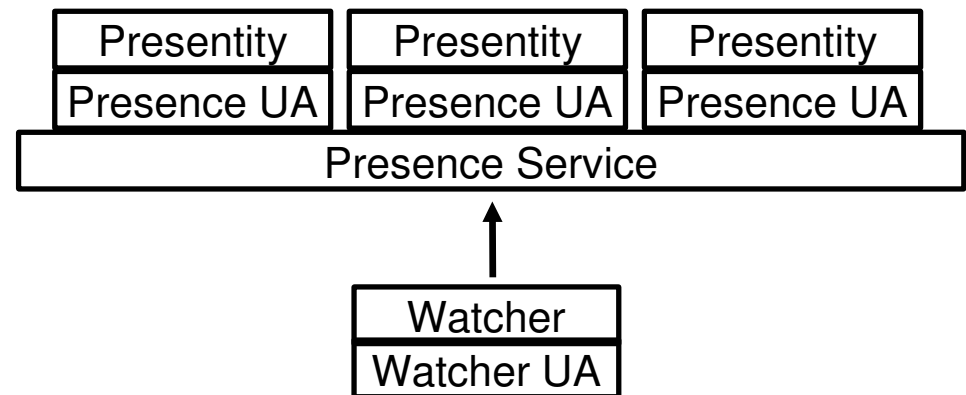 Presentity Presentity Presentity
Presence UA Presence UA Presence UA
Presence Service
Watcher
Watcher UA